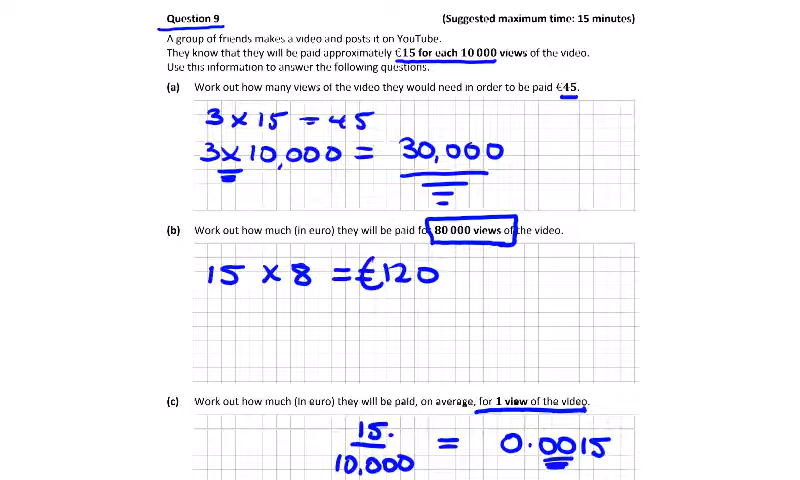 Question 9 (Suggested maximum time: 15 minutes)
A group of friends makes a video and posts it on YouTube.
They know that they will be paid approximately €15 for each 10 000 views of the video.
Use this information to answer the following questions.
(a) Work out how many views of the video they would need in order to be paid €45.
3 x 15 = 45
3 x 10,000 = 30,000
(b) Work out how much (in euro) they will be paid for 80 000 views of the video.
15 x 8 = €120
(c) Work out how much (in euro) they will be paid, on average, for 1 view of the video.
15.
10,000 = 0.0015